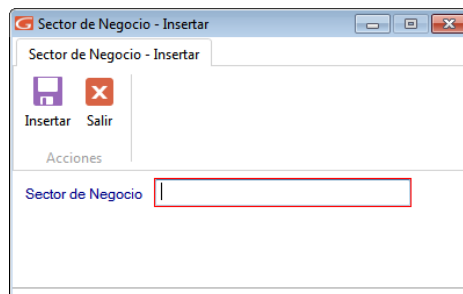 Sector de Negocio - Insertar
Sector de Negocio - Insertar
Insertar Salir
Acciones
Sector de Negocio